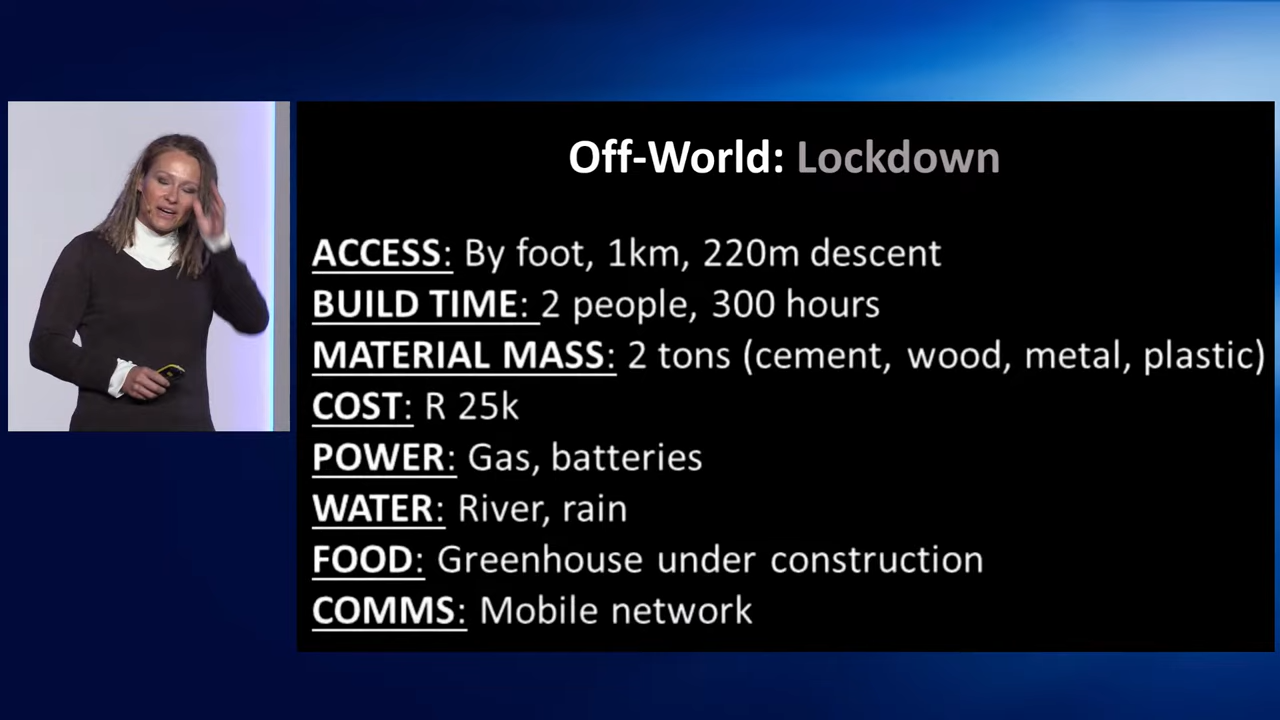 Off-World: Lockdown
ACCESS: By foot, 1km, 220m descent
BUILD TIME: 2 people, 300 hours
MATERIAL MASS: 2 tons (cement, wood, metal, plastic)
COST: R 25k
POWER: Gas, batteries
WATER: River, rain
FOOD: Greenhouse under construction
COMMS: Mobile network